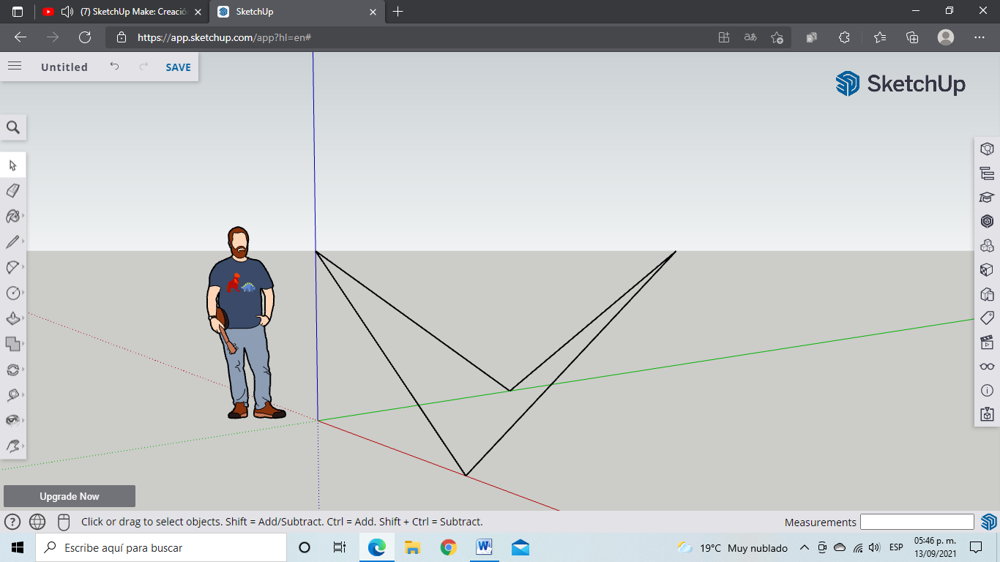 (7) SketchUp Make: Creació
SketchUp
https://app.sketchup.com/app?hl=en#
aあ
Untitled
SAVE
SketchUp
Upgrade Now
Click or drag to select objects. Shift = Add/Subtract. Ctrl = Add. Shift + Ctrl = Subtract.
Measurements
Escribe aquí para buscar
19°C Muy nublado
ESP
05:46 p. m.
13/09/2021